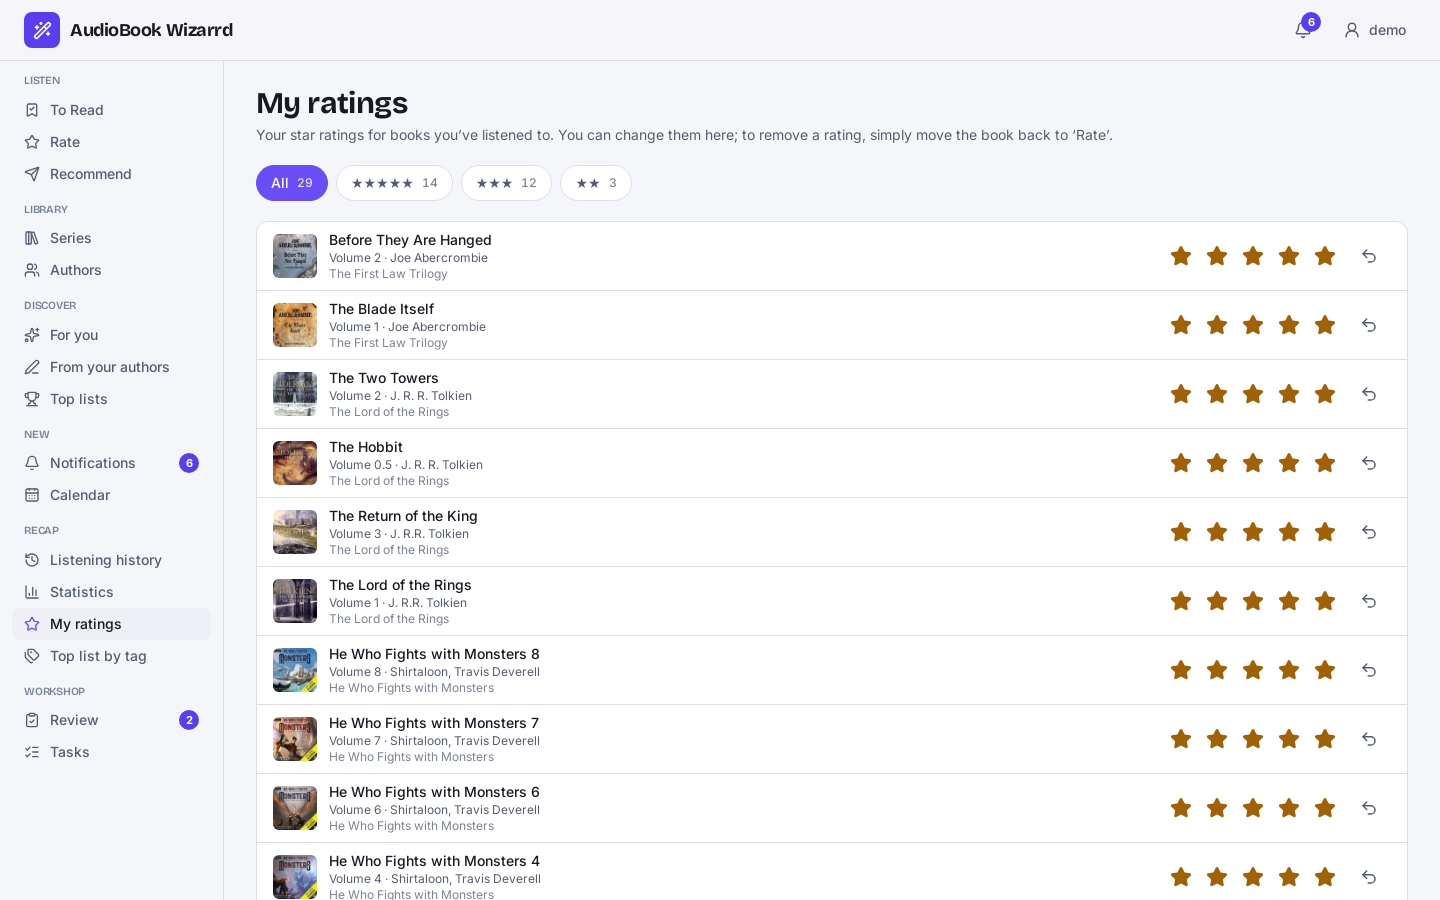 AudioBook Wizarrd
6
demo
LISTEN
To Read
Rate
Recommend
LIBRARY
Series
Authors
DISCOVER
For you
From your authors
Top lists
NEW
Notifications 6
Calendar
RECAP
Listening history
Statistics
My ratings
Top list by tag
WORKSHOP
Review 2
Tasks
My ratings
Your star ratings for books you’ve listened to. You can change them here; to remove a rating, simply move the book back to ‘Rate’.
All 29 ★★★★★ 14 ★★★ 12 ★★ 3
Before They Are Hanged
Volume 2 · Joe Abercrombie
The First Law Trilogy
The Blade Itself
Volume 1 · Joe Abercrombie
The First Law Trilogy
The Two Towers
Volume 2 · J. R. R. Tolkien
The Lord of the Rings
The Hobbit
Volume 0.5 · J. R. R. Tolkien
The Lord of the Rings
The Return of the King
Volume 3 · J. R.R. Tolkien
The Lord of the Rings
The Lord of the Rings
Volume 1 · J. R.R. Tolkien
The Lord of the Rings
He Who Fights with Monsters 8
Volume 8 · Shirtaloon, Travis Deverell
He Who Fights with Monsters
He Who Fights with Monsters 7
Volume 7 · Shirtaloon, Travis Deverell
He Who Fights with Monsters
He Who Fights with Monsters 6
Volume 6 · Shirtaloon, Travis Deverell
He Who Fights with Monsters
He Who Fights with Monsters 4
Volume 4 · Shirtaloon, Travis Deverell
He Who Fights with Monsters